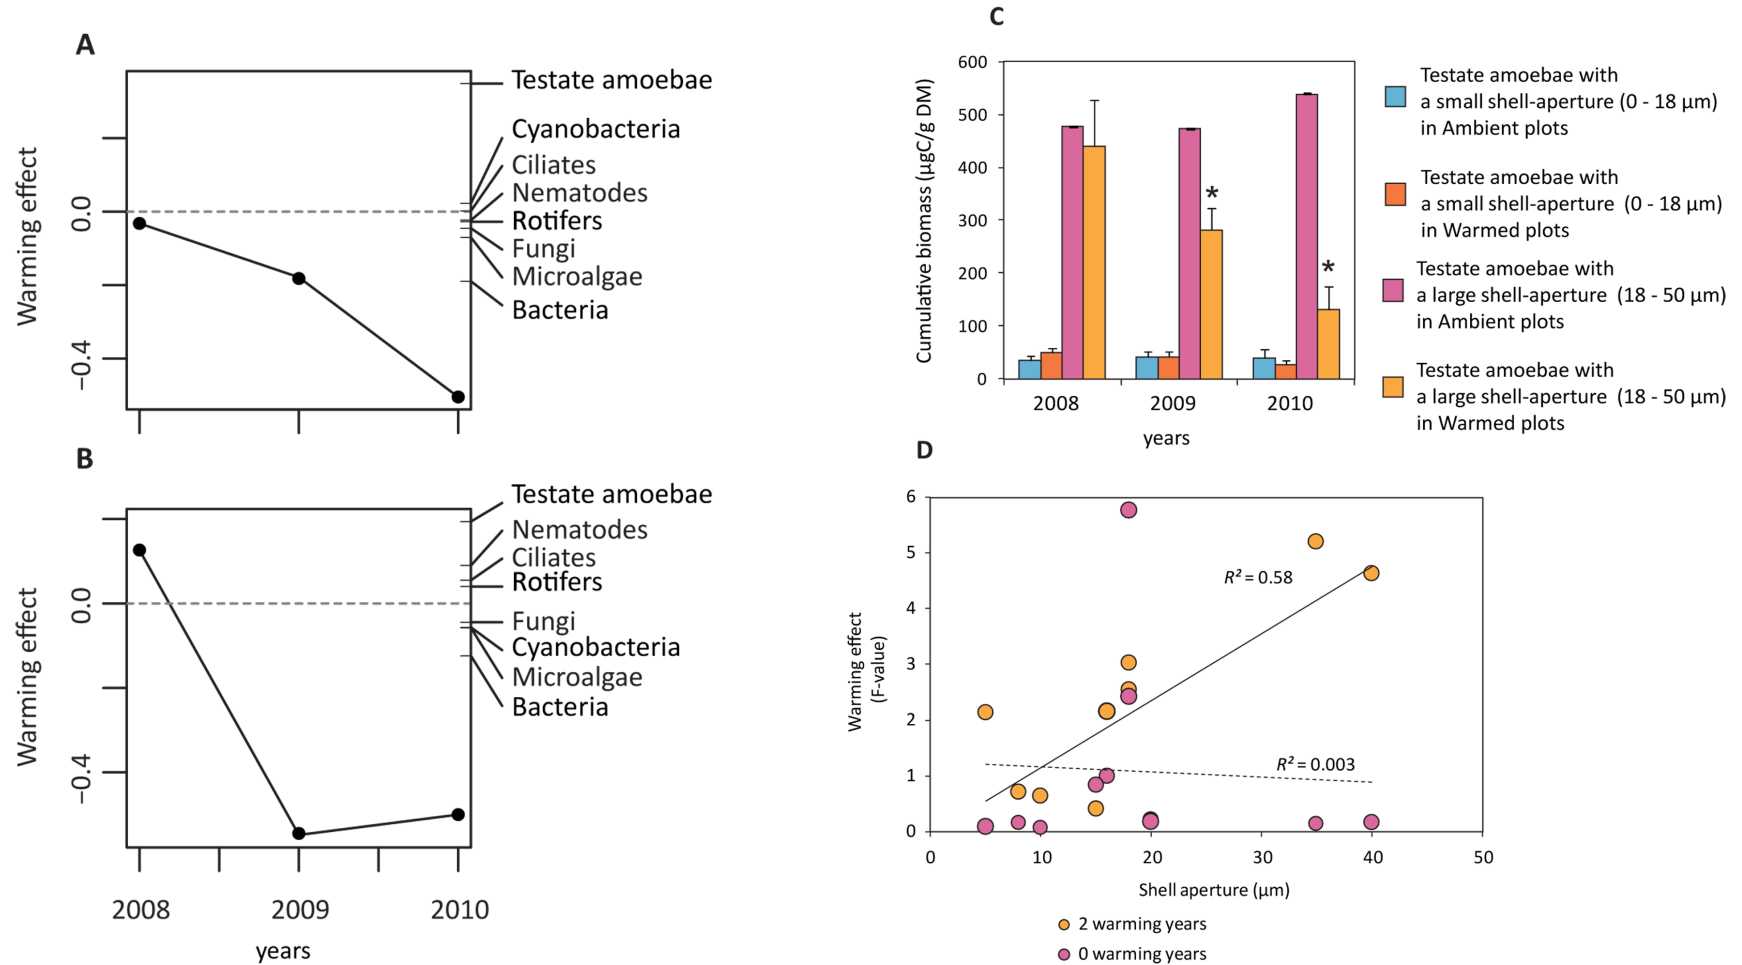 A
Warming effect
0.0
−0.4
Testate amoebae
Cyanobacteria
Ciliates
Nematodes
Rotifers
Fungi
Microalgae
Bacteria
B
Warming effect
0.0
−0.4
Testate amoebae
Nematodes
Ciliates
Rotifers
Fungi
Cyanobacteria
Microalgae
Bacteria
2008 2009 2010
years
C
Cumulative biomass (µgC/g DM)
600
500
400
300
200
100
0
*
*
2008 2009 2010
years
Testate amoebae with
a small shell-aperture (0 - 18 µm)
in Ambient plots
Testate amoebae with
a small shell-aperture (0 - 18 µm)
in Warmed plots
Testate amoebae with
a large shell-aperture (18 - 50 µm)
in Ambient plots
Testate amoebae with
a large shell-aperture (18 - 50 µm)
in Warmed plots
D
Warming effect
(F-value)
6
5
4
3
2
1
0
R² = 0.58
R² = 0.003
0 10 20 30 40 50
Shell aperture (µm)
2 warming years
0 warming years